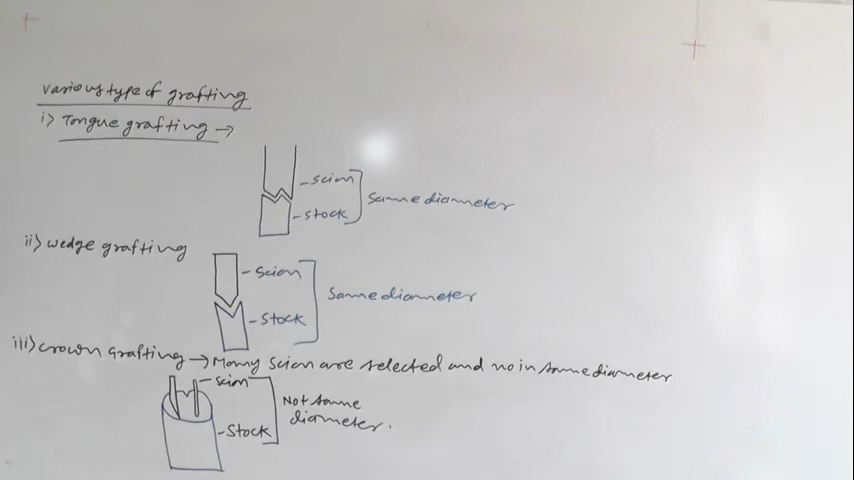 various type of grafting
i) Tongue grafting →
- scion
same diameter
- stock
ii) wedge grafting
- scion
same diameter
- stock
iii) crown grafting → Many scion are selected and no in same diameter
- scion
Not same
diameter.
- stock